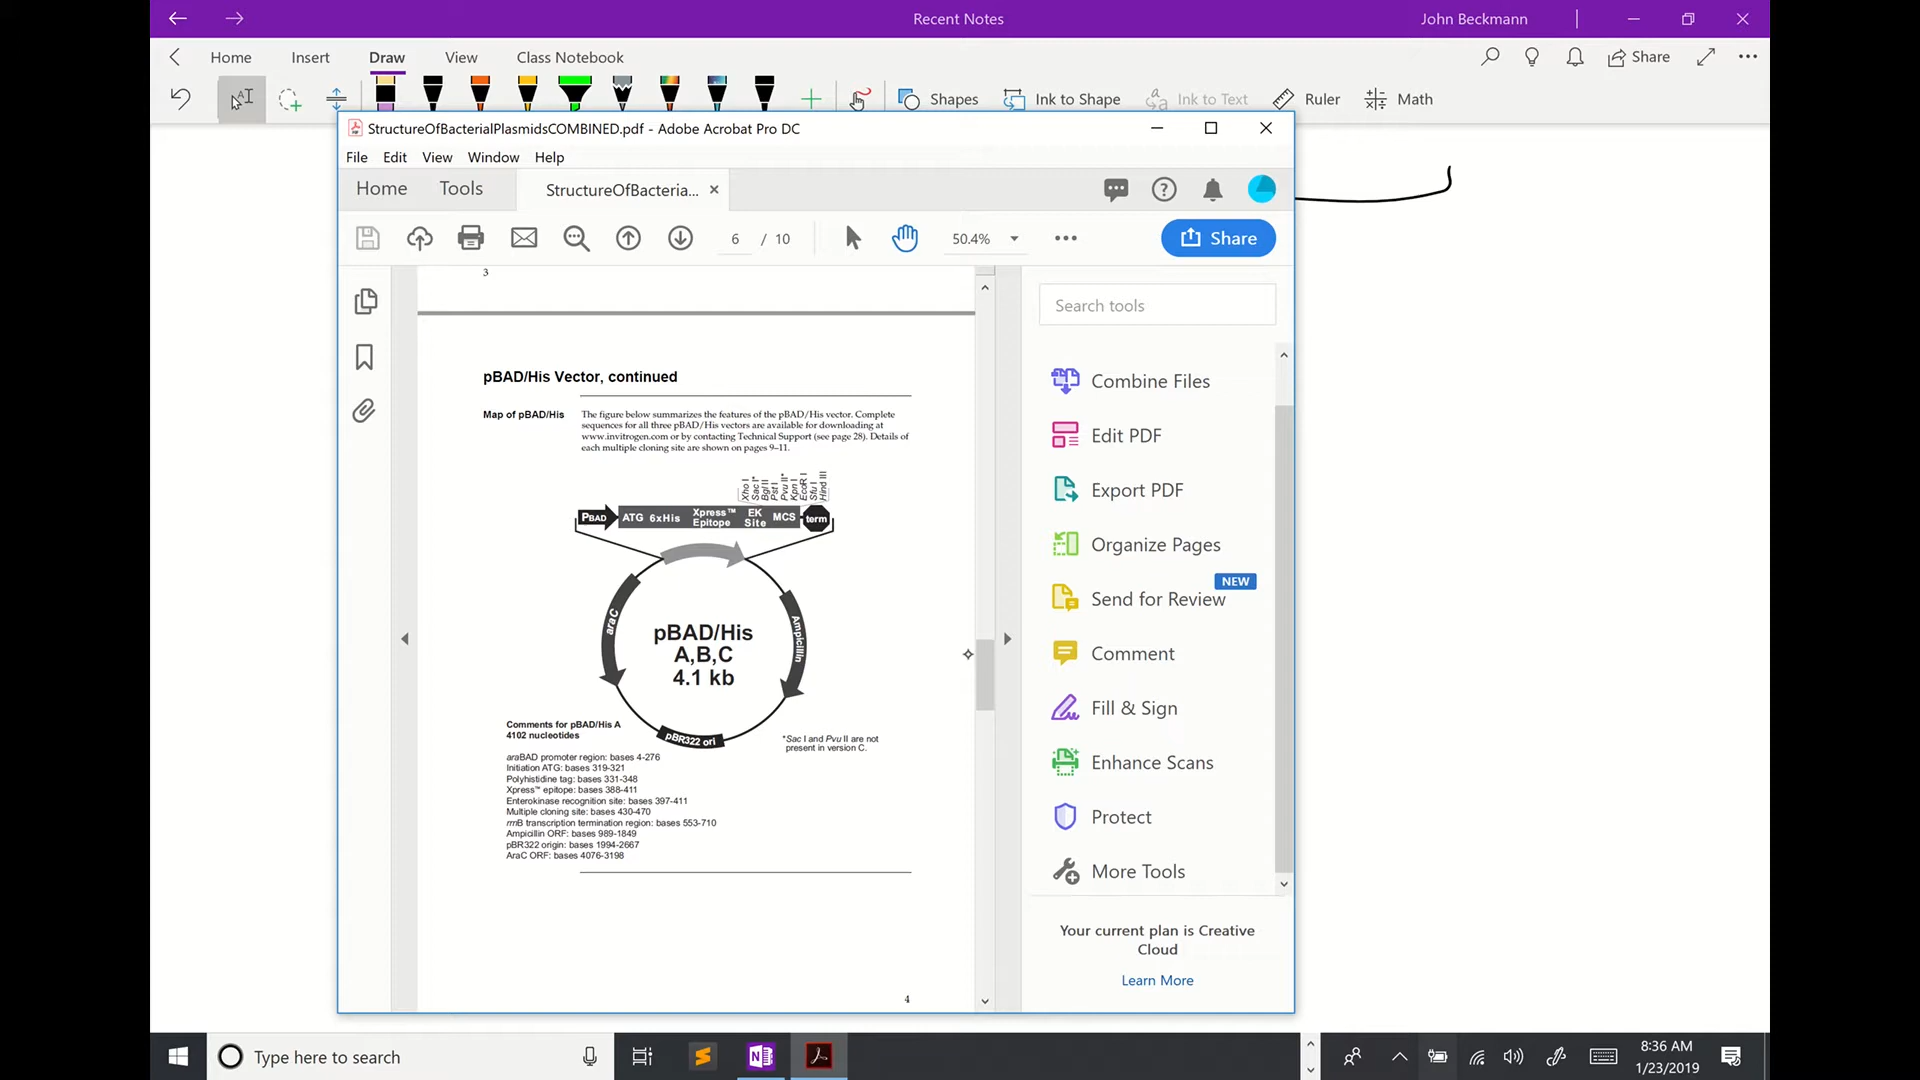 Recent Notes
John Beckmann
Home Insert Draw View Class Notebook
Share
Shapes Ink to Shape Ink to Text Ruler Math
StructureOfBacterialPlasmidsCOMBINED.pdf - Adobe Acrobat Pro DC
File Edit View Window Help
Home Tools StructureOfBacteria...
6 / 10 50.4% Share
3
Search tools
Combine Files
Edit PDF
Export PDF
Organize Pages
NEW
Send for Review
Comment
Fill & Sign
Enhance Scans
Protect
More Tools
Your current plan is Creative
Cloud
Learn More
pBAD/His Vector, continued
Map of pBAD/His
The figure below summarizes the features of the pBAD/His vector. Complete
sequences for all three pBAD/His vectors are available for downloading at
www.invitrogen.com or by contacting Technical Support (see page 28). Details of
each multiple cloning site are shown on pages 9–11.
Xho I
Sac I*
Bgl II
Pst I
Pvu II*
Kpn I
EcoR I
Sfu I
Hind III
PBAD ATG 6xHis Xpress™ Epitope EK Site MCS term
araC
Ampicillin
pBAD/His
A,B,C
4.1 kb
pBR322 ori
Comments for pBAD/His A
4102 nucleotides
*Sac I and Pvu II are not
present in version C.
araBAD promoter region: bases 4-276
Initiation ATG: bases 319-321
Polyhistidine tag: bases 331-348
Xpress™ epitope: bases 388-411
Enterokinase recognition site: bases 397-411
Multiple cloning site: bases 430-470
rrnB transcription termination region: bases 553-710
Ampicillin ORF: bases 989-1849
pBR322 origin: bases 1994-2667
AraC ORF: bases 4076-3198
4
Type here to search
8:36 AM
1/23/2019